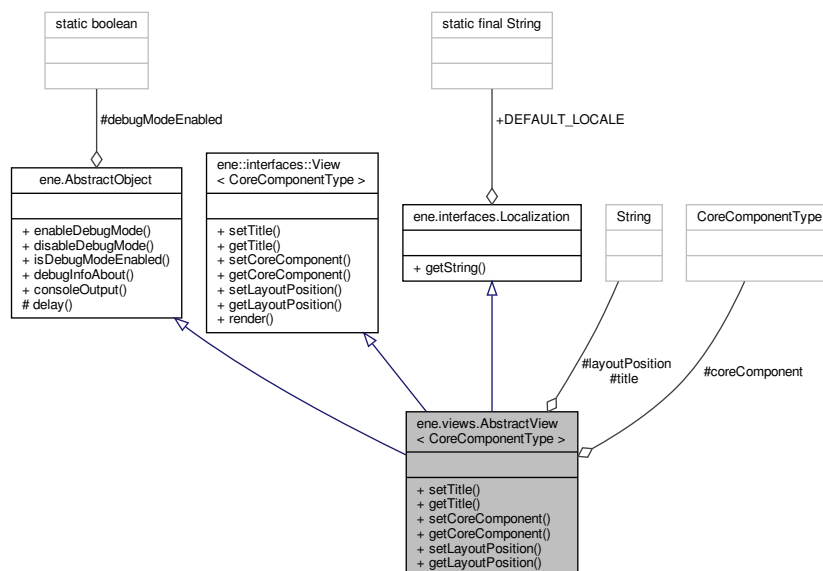 static boolean
static final String
#debugModeEnabled
+DEFAULT_LOCALE
ene.AbstractObject
+ enableDebugMode()
+ disableDebugMode()
+ isDebugModeEnabled()
+ debugInfoAbout()
+ consoleOutput()
# delay()
ene::interfaces::View
< CoreComponentType >
+ setTitle()
+ getTitle()
+ setCoreComponent()
+ getCoreComponent()
+ setLayoutPosition()
+ getLayoutPosition()
+ render()
ene.interfaces.Localization
+ getString()
String
CoreComponentType
#layoutPosition
#title
#coreComponent
ene.views.AbstractView
< CoreComponentType >
+ setTitle()
+ getTitle()
+ setCoreComponent()
+ getCoreComponent()
+ setLayoutPosition()
+ getLayoutPosition()